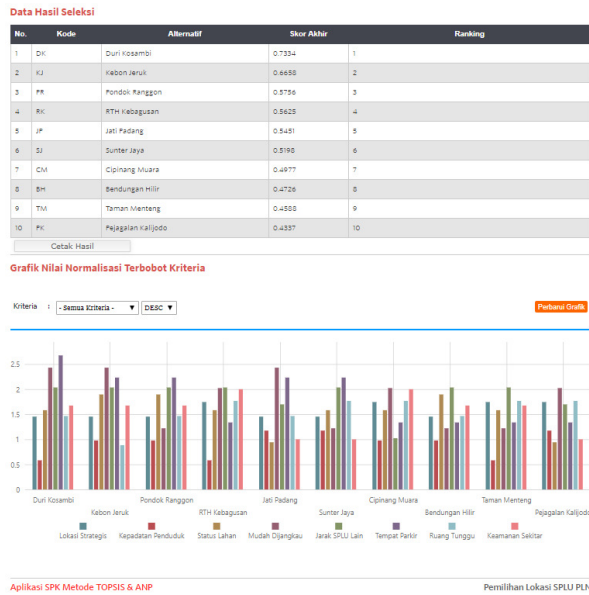 Data Hasil Seleksi
No. Kode Alternatif Skor Akhir Ranking
1 DK Duri Kosambi 0.7334 1
2 KJ Kebon Jeruk 0.6658 2
3 PR Pondok Ranggon 0.5756 3
4 RK RTH Kebagusan 0.5625 4
5 JP Jati Padang 0.5451 5
6 SJ Sunter Jaya 0.5198 6
7 CM Cipinang Muara 0.4977 7
8 BH Bendungan Hilir 0.4726 8
9 TM Taman Menteng 0.4588 9
10 PK Pejagalan Kalijodo 0.4337 10
Cetak Hasil
Grafik Nilai Normalisasi Terbobot Kriteria
Kriteria : - Semua Kriteria - ▼ DESC ▼ Perbarui Grafik
2.5
2
1.5
1
0.5
0
Duri Kosambi Pondok Ranggon Jati Padang Cipinang Muara Taman Menteng
Kebon Jeruk RTH Kebagusan Sunter Jaya Bendungan Hilir Pejagalan Kalijodo
Lokasi Strategis Kepadatan Penduduk Status Lahan Mudah Dijangkau Jarak SPLU Lain Tempat Parkir Ruang Tunggu Keamanan Sekitar
Aplikasi SPK Metode TOPSIS & ANP Pemilihan Lokasi SPLU PLN